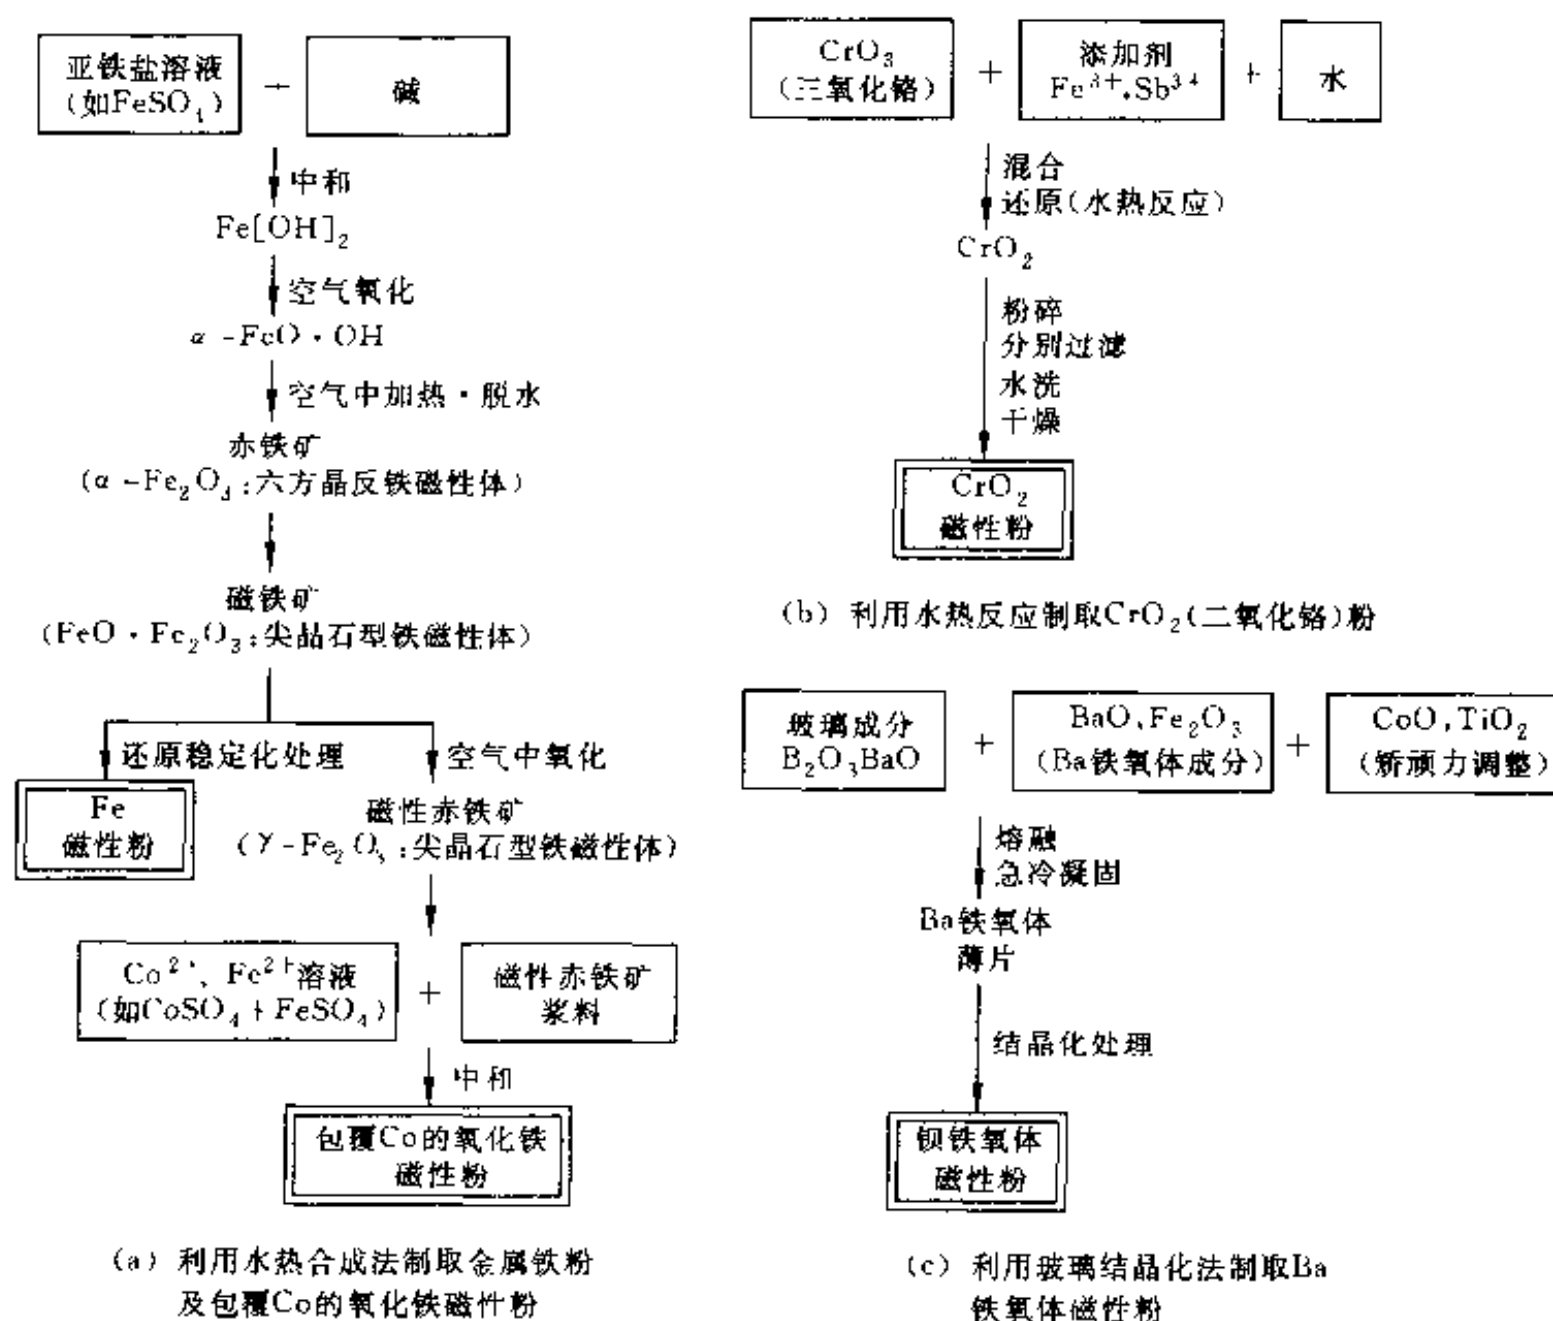 亚铁盐溶液
(如FeSO₄)
+
碱
中和
Fe[OH]₂
空气氧化
α-FeO·OH
空气中加热·脱水
赤铁矿
(α-Fe₂O₃:六方晶反铁磁性体)
磁铁矿
(FeO·Fe₂O₃:尖晶石型铁磁性体)
还原稳定化处理
空气中氧化
Fe
磁性粉
磁性赤铁矿
(γ-Fe₂O₃:尖晶石型铁磁性体)
Co²⁺、Fe²⁺溶液
(如CoSO₄+FeSO₄)
+
磁性赤铁矿
浆料
中和
包覆Co的氧化铁
磁性粉
(a) 利用水热合成法制取金属铁粉
及包覆Co的氧化铁磁性粉
CrO₃
(三氧化铬)
+
添加剂
Fe³⁺·Sb³⁺
+
水
混合
还原(水热反应)
CrO₂
粉碎
分别过滤
水洗
干燥
CrO₂
磁性粉
(b) 利用水热反应制取CrO₂(二氧化铬)粉
玻璃成分
B₂O₃BaO
+
BaO,Fe₂O₃
(Ba铁氧体成分)
+
CoO,TiO₂
(矫顽力调整)
熔融
急冷凝固
Ba铁氧体
薄片
结晶化处理
钡铁氧体
磁性粉
(c) 利用玻璃结晶化法制取Ba
铁氧体磁性粉